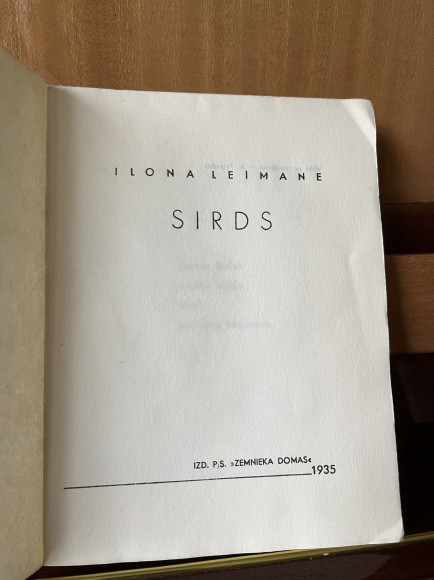 ILONA LEIMANE
SIRDS
IZD. P/S. »ZEMNIEKA DOMAS«
1935